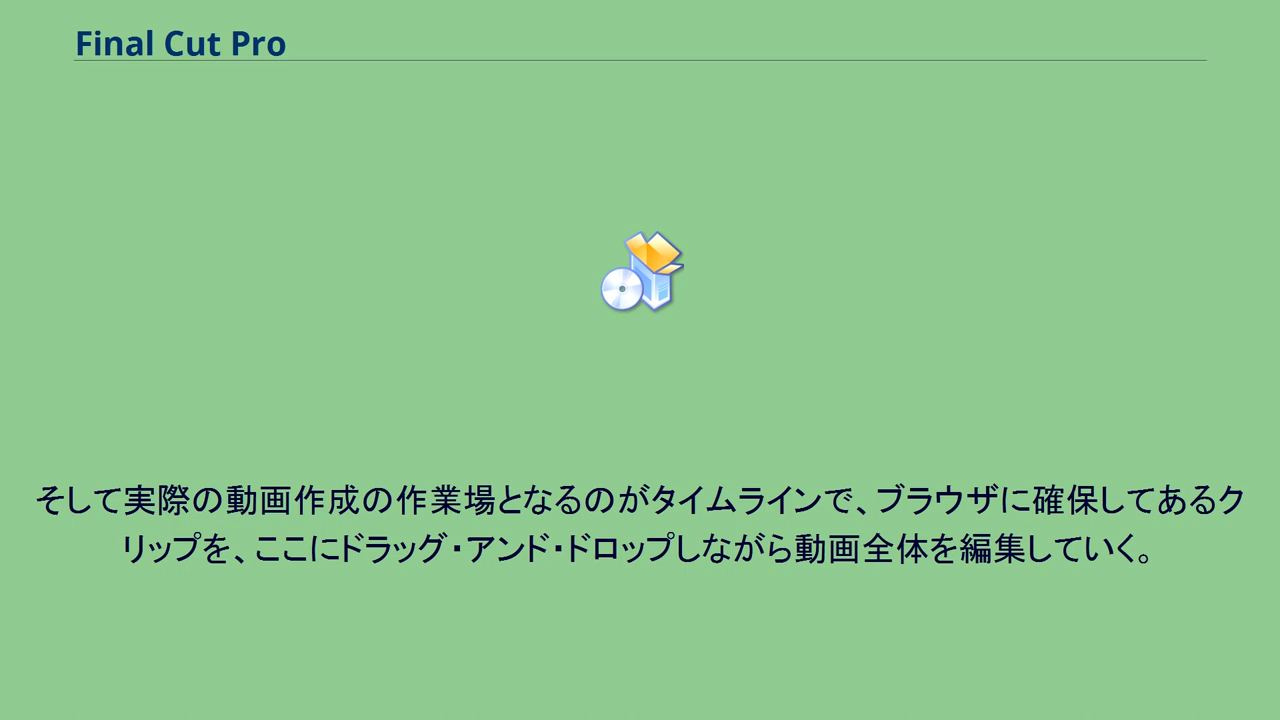 Final Cut Pro
そして実際の動画作成の作業場となるのがタイムラインで、ブラウザに確保してあるク
リップを、ここにドラッグ・アンド・ドロップしながら動画全体を編集していく。